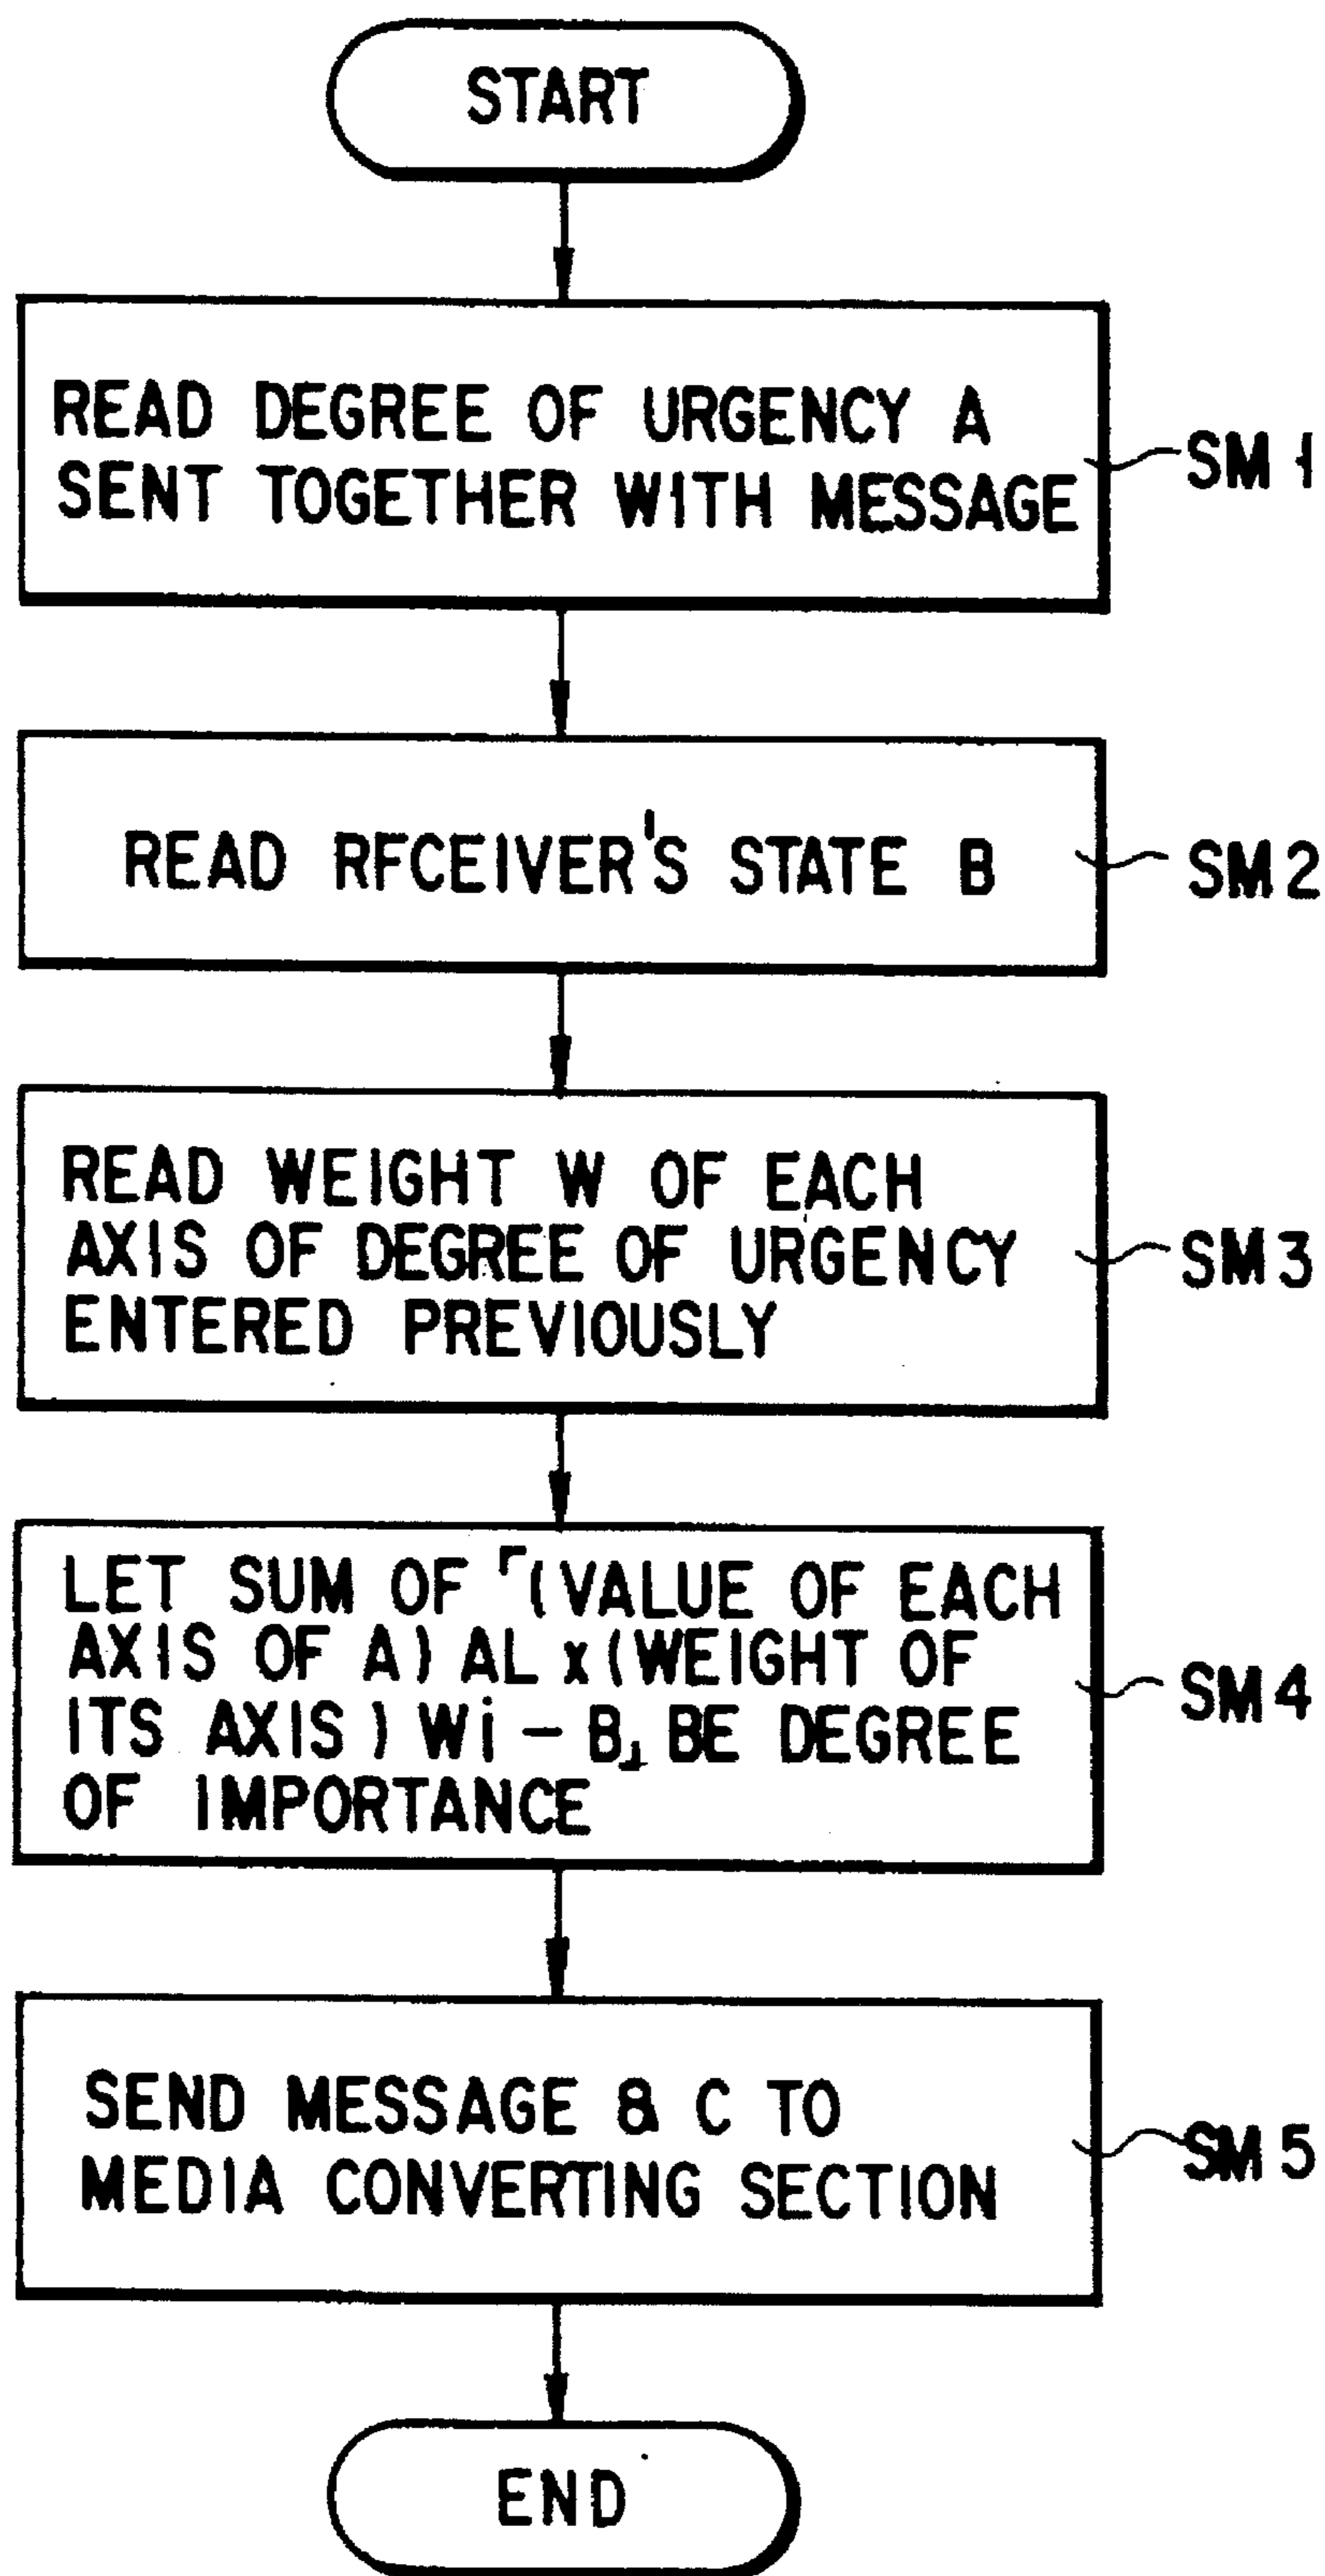 START
READ DEGREE OF URGENCY A
SENT TOGETHER WITH MESSAGE
SM 1
READ RFCEIVER'S STATE B
SM2
READ WEIGHT W OF EACH
AXIS OF DEGREE OF URGENCY
ENTERED PREVIOUSLY
SM3
LET SUM OF ｢(VALUE OF EACH
AXIS OF A) AL x (WEIGHT OF
ITS AXIS) Wi – B｣ BE DEGREE
OF IMPORTANCE
SM4
SEND MESSAGE & C TO
MEDIA CONVERTING SECTION
SM5
END